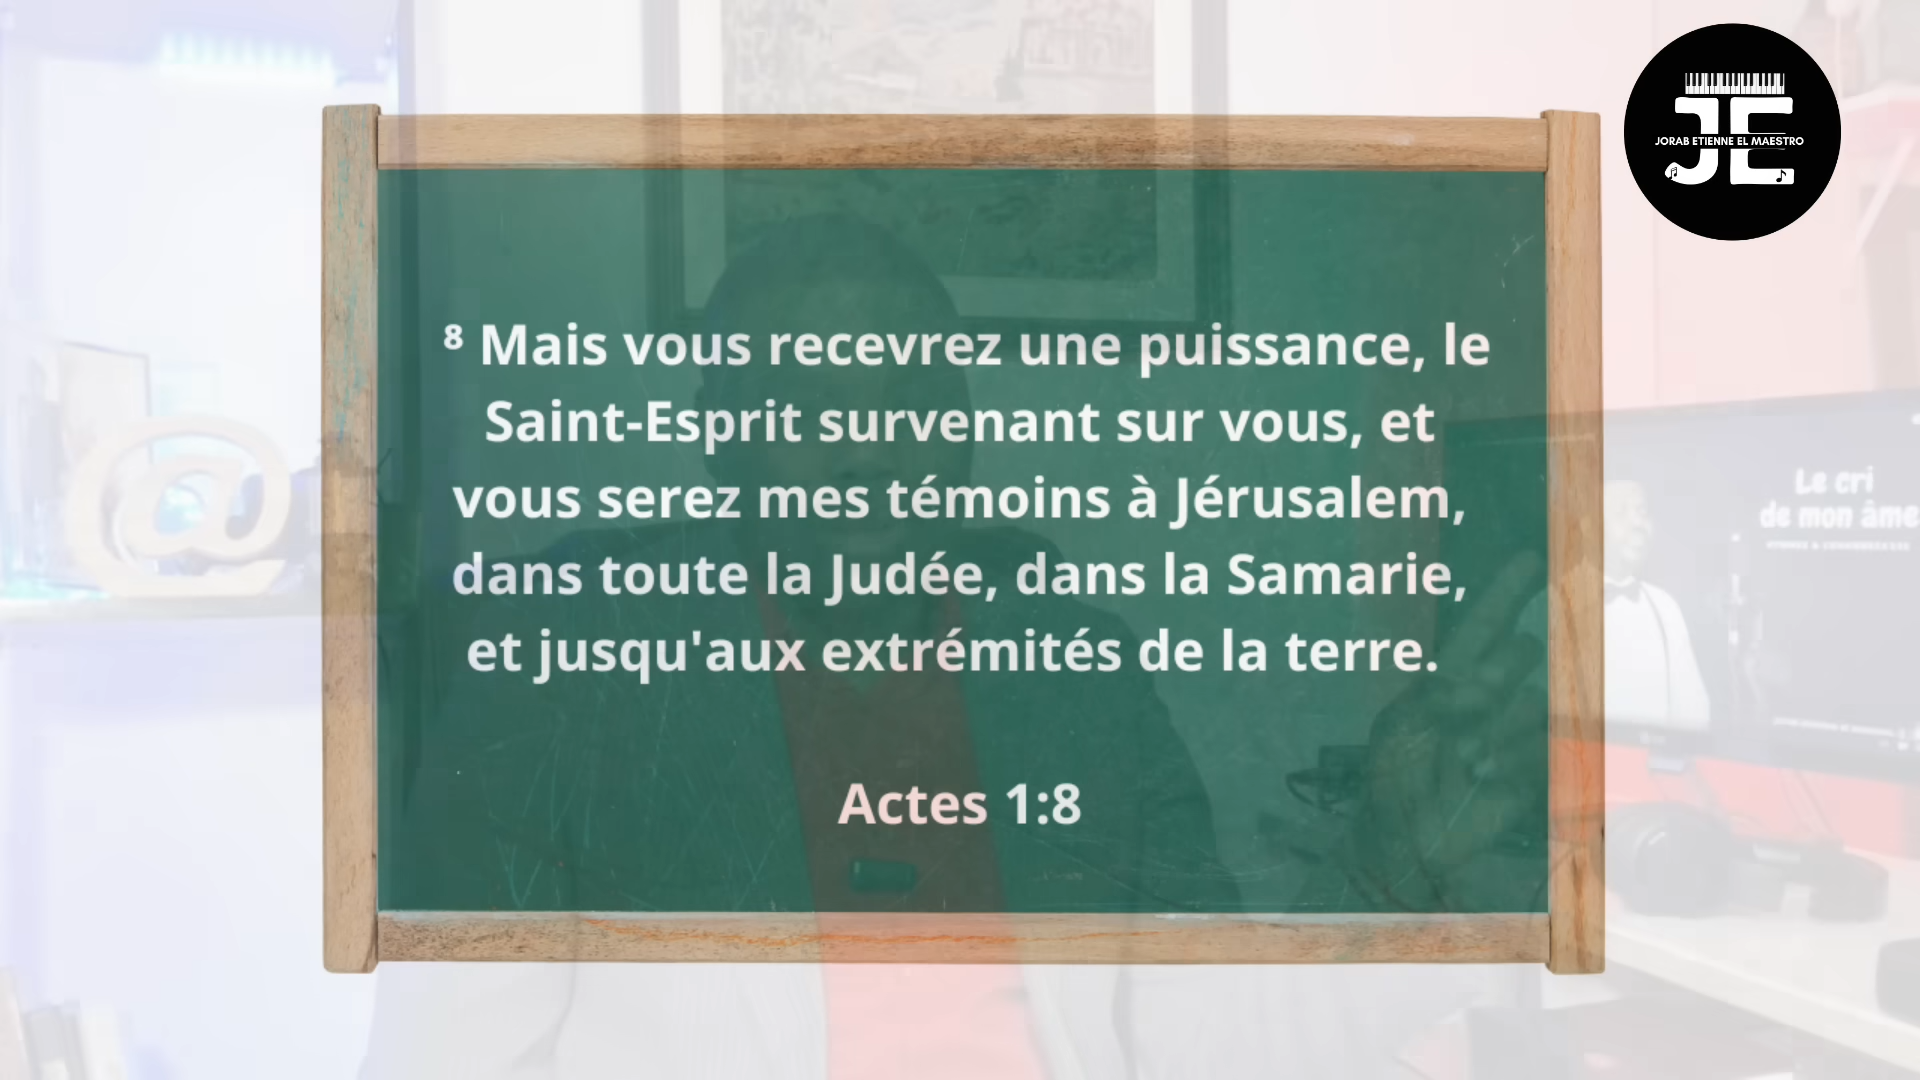 JORAB ETIENNE EL MAESTRO
JE
⁸ Mais vous recevrez une puissance, le
Saint-Esprit survenant sur vous, et
vous serez mes témoins à Jérusalem,
dans toute la Judée, dans la Samarie,
et jusqu'aux extrémités de la terre.
Actes 1:8
@
Le cri
de mon âme